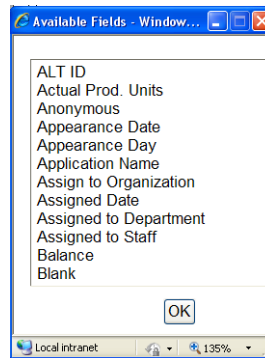 Available Fields - Window...
ALT ID
Actual Prod. Units
Anonymous
Appearance Date
Appearance Day
Application Name
Assign to Organization
Assigned Date
Assigned to Department
Assigned to Staff
Balance
Blank
OK
Local intranet
135%